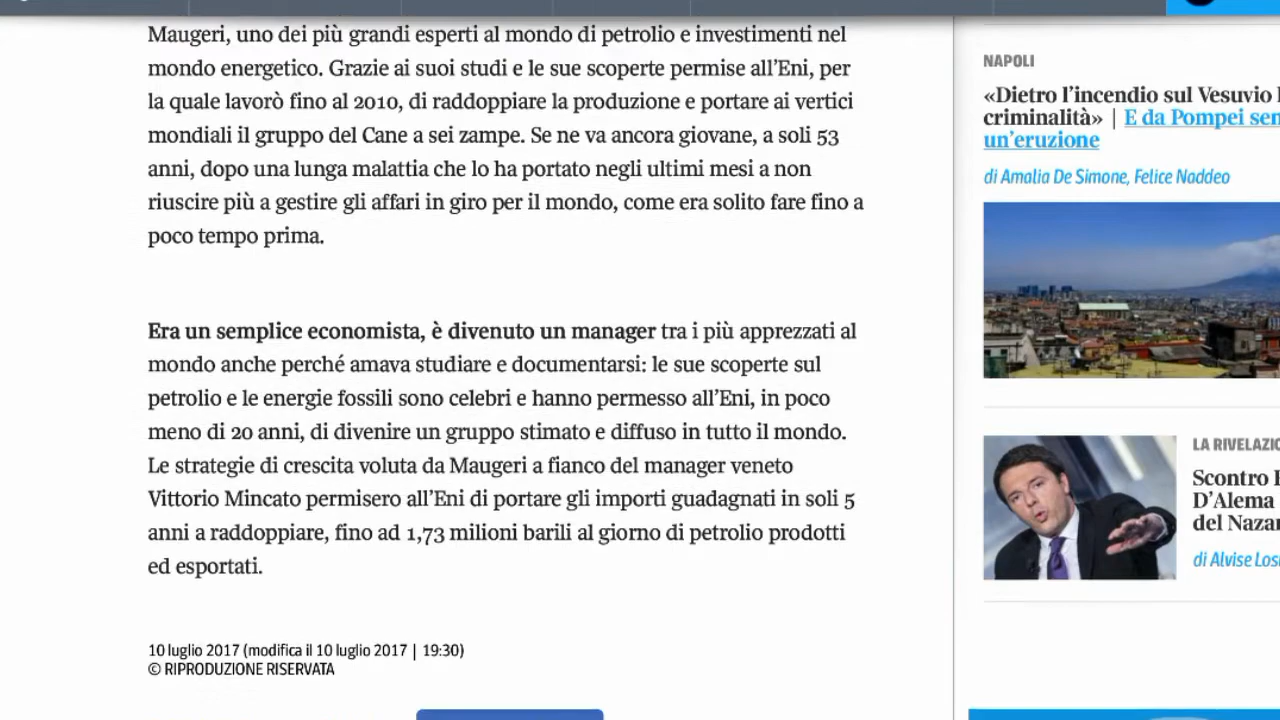 Maugeri, uno dei più grandi esperti al mondo di petrolio e investimenti nel
mondo energetico. Grazie ai suoi studi e le sue scoperte permise all’Eni, per
la quale lavorò fino al 2010, di raddoppiare la produzione e portare ai vertici
mondiali il gruppo del Cane a sei zampe. Se ne va ancora giovane, a soli 53
anni, dopo una lunga malattia che lo ha portato negli ultimi mesi a non
riuscire più a gestire gli affari in giro per il mondo, come era solito fare fino a
poco tempo prima.
Era un semplice economista, è divenuto un manager tra i più apprezzati al
mondo anche perché amava studiare e documentarsi: le sue scoperte sul
petrolio e le energie fossili sono celebri e hanno permesso all’Eni, in poco
meno di 20 anni, di divenire un gruppo stimato e diffuso in tutto il mondo.
Le strategie di crescita voluta da Maugeri a fianco del manager veneto
Vittorio Mincato permisero all’Eni di portare gli importi guadagnati in soli 5
anni a raddoppiare, fino ad 1,73 milioni barili al giorno di petrolio prodotti
ed esportati.
10 luglio 2017 (modifica il 10 luglio 2017 | 19:30)
© RIPRODUZIONE RISERVATA
NAPOLI
«Dietro l’incendio sul Vesuvio
criminalità» | E da Pompei
un’eruzione
di Amalia De Simone, Felice Naddeo
LA
Scontro
D’Alema
del
di Alvise